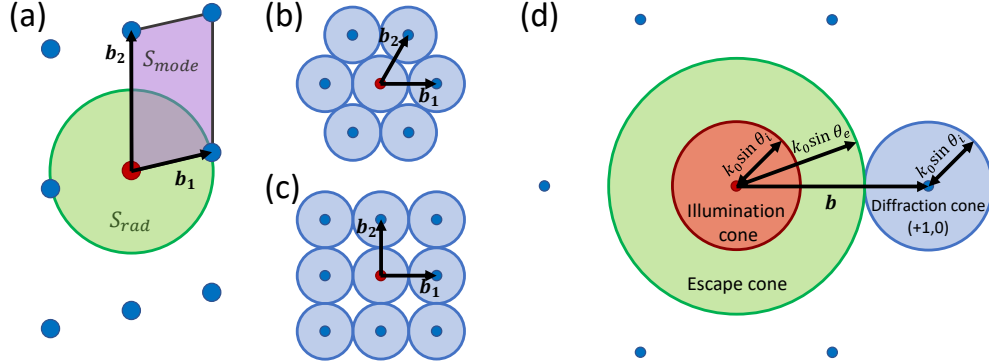 (a)
b₂
S_mode
b₁
S_rad
(b)
b₂
b₁
(c)
b₂
b₁
(d)
k₀sin θᵢ
k₀sin θₑ
k₀sin θᵢ
b
Illumination
cone
Diffraction cone
(+1,0)
Escape cone